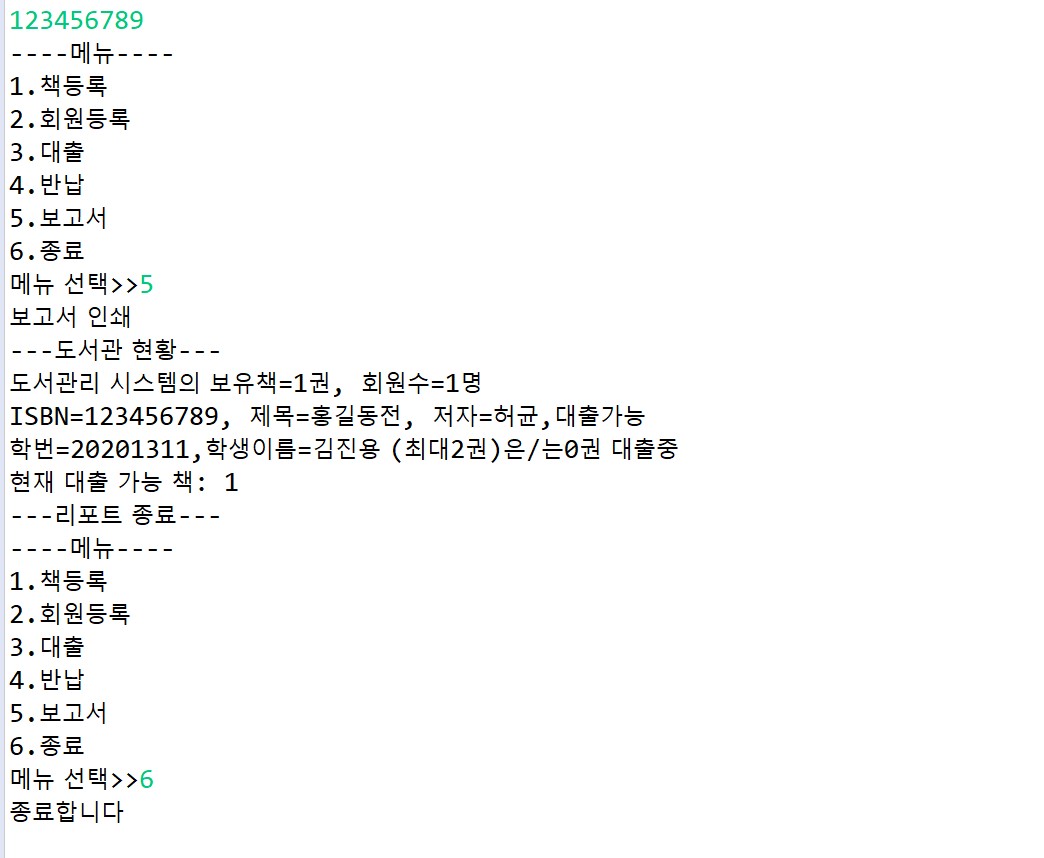 123456789
----메뉴----
1.책등록
2.회원등록
3.대출
4.반납
5.보고서
6.종료
메뉴 선택>>5
보고서 인쇄
---도서관 현황---
도서관리 시스템의 보유책=1권, 회원수=1명
ISBN=123456789, 제목=홍길동전, 저자=허균,대출가능
학번=20201311,학생이름=김진용 (최대2권)은/는0권 대출중
현재 대출 가능 책: 1
---리포트 종료---
----메뉴----
1.책등록
2.회원등록
3.대출
4.반납
5.보고서
6.종료
메뉴 선택>>6
종료합니다